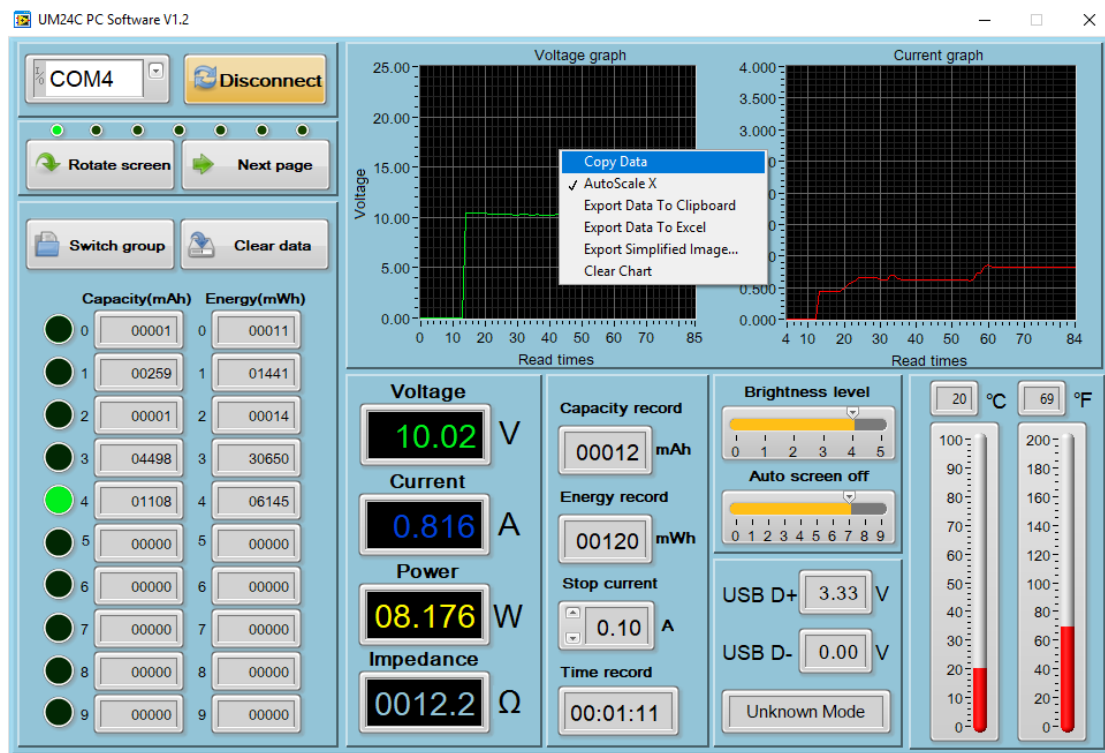 UM24C PC Software V1.2
COM4
Disconnect
Rotate screen
Next page
Switch group
Clear data
Capacity(mAh) Energy(mWh)
0 00001 0 00011
1 00259 1 01441
2 00001 2 00014
3 04498 3 30650
4 01108 4 06145
5 00000 5 00000
6 00000 6 00000
7 00000 7 00000
8 00000 8 00000
9 00000 9 00000
Voltage graph
25.00
20.00
15.00
10.00
5.00
0.00
Voltage
0 10 20 30 40 50 60 70 85
Read times
Copy Data
AutoScale X
Export Data To Clipboard
Export Data To Excel
Export Simplified Image...
Clear Chart
Current graph
4.000
3.500
3.000
0.500
0.000
4 10 20 30 40 50 60 70 84
Read times
Voltage
10.02 V
Current
0.816 A
Power
08.176 W
Impedance
0012.2 Ω
Capacity record
00012 mAh
Energy record
00120 mWh
Stop current
0.10 A
Time record
00:01:11
Brightness level
0 1 2 3 4 5
Auto screen off
0 1 2 3 4 5 6 7 8 9
USB D+ 3.33 V
USB D- 0.00 V
Unknown Mode
20 °C
100
90
80
70
60
50
40
30
20
10
0
69 °F
200
180
160
140
120
100
80
60
40
20
0